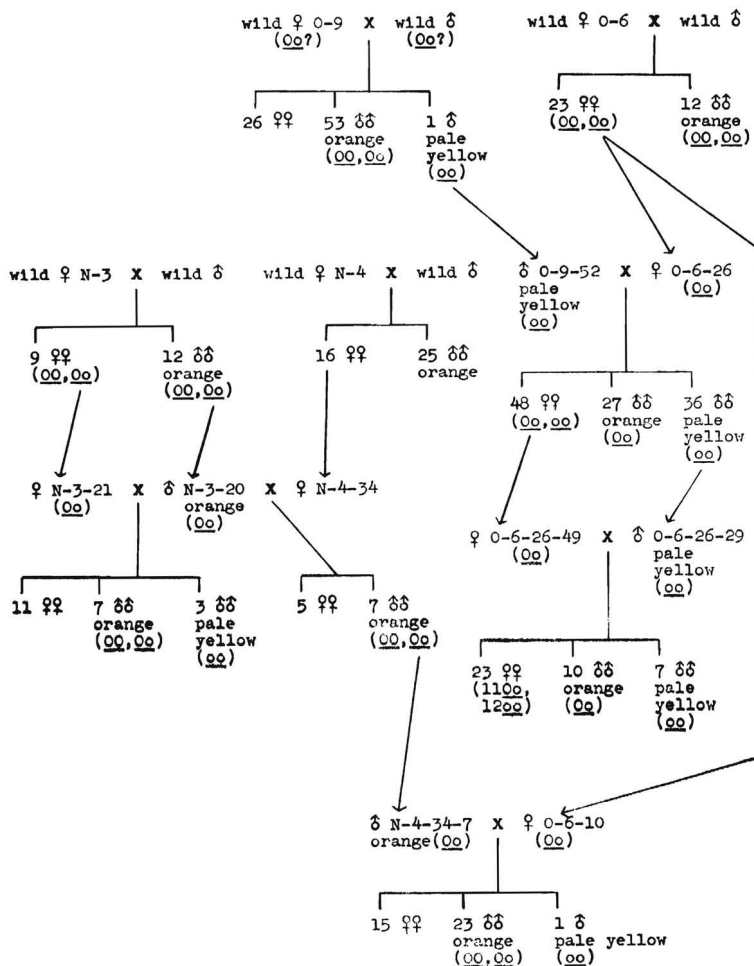 wild ♀ 0-9 X wild ♂
(Oo?) (Oo?)
wild ♀ 0-6 X wild ♂
26 ♀♀ 53 ♂♂ 1 ♂
orange pale
(OO,Oo) yellow
(oo)
23 ♀♀ 12 ♂♂
(OO,Oo) orange
(OO,Oo)
wild ♀ N-3 X wild ♂
wild ♀ N-4 X wild ♂
♂ 0-9-52 X ♀ 0-6-26
pale (Oo)
yellow
(oo)
9 ♀♀ 12 ♂♂
(OO,Oo) orange
(OO,Oo)
16 ♀♀ 25 ♂♂
orange
48 ♀♀ 27 ♂♂ 36 ♂♂
(Oo,oo) orange pale
(Oo) yellow
(oo)
♀ N-3-21 X ♂ N-3-20 X ♀ N-4-34
(Oo) orange
(Oo)
♀ 0-6-26-49 X ♂ 0-6-26-29
(Oo) pale
yellow
(oo)
11 ♀♀ 7 ♂♂ 3 ♂♂
orange pale
(OO,Oo) yellow
(oo)
5 ♀♀ 7 ♂♂
orange
(OO,Oo)
23 ♀♀ 10 ♂♂ 7 ♂♂
(11Oo, orange pale
12oo) (Oo) yellow
(oo)
♂ N-4-34-7 X ♀ 0-6-10
orange(Oo) (Oo)
15 ♀♀ 23 ♂♂ 1 ♂
orange pale yellow
(OO,Oo) (oo)